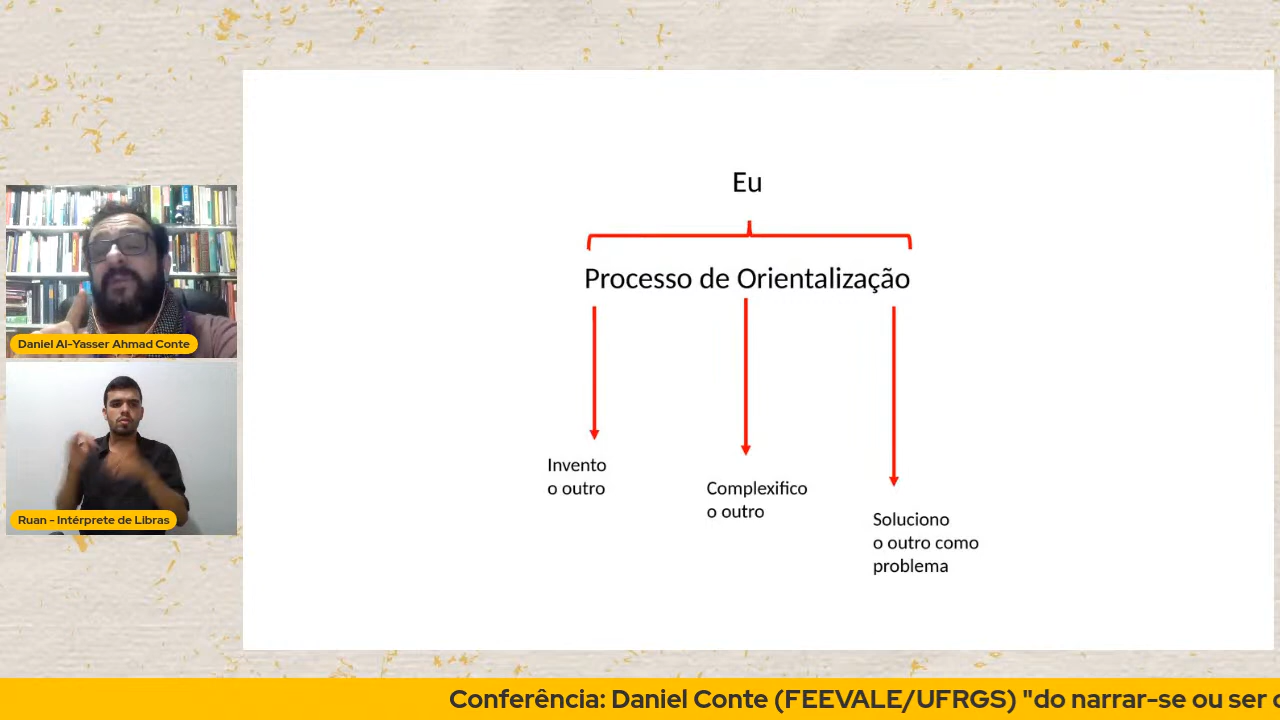 Eu
Processo de Orientalização
Invento
o outro
Complexifico
o outro
Soluciono
o outro como
problema
Daniel Al-Yasser Ahmad Conte
Ruan - Intérprete de Libras
Conferência: Daniel Conte (FEEVALE/UFRGS) "do narrar-se ou ser